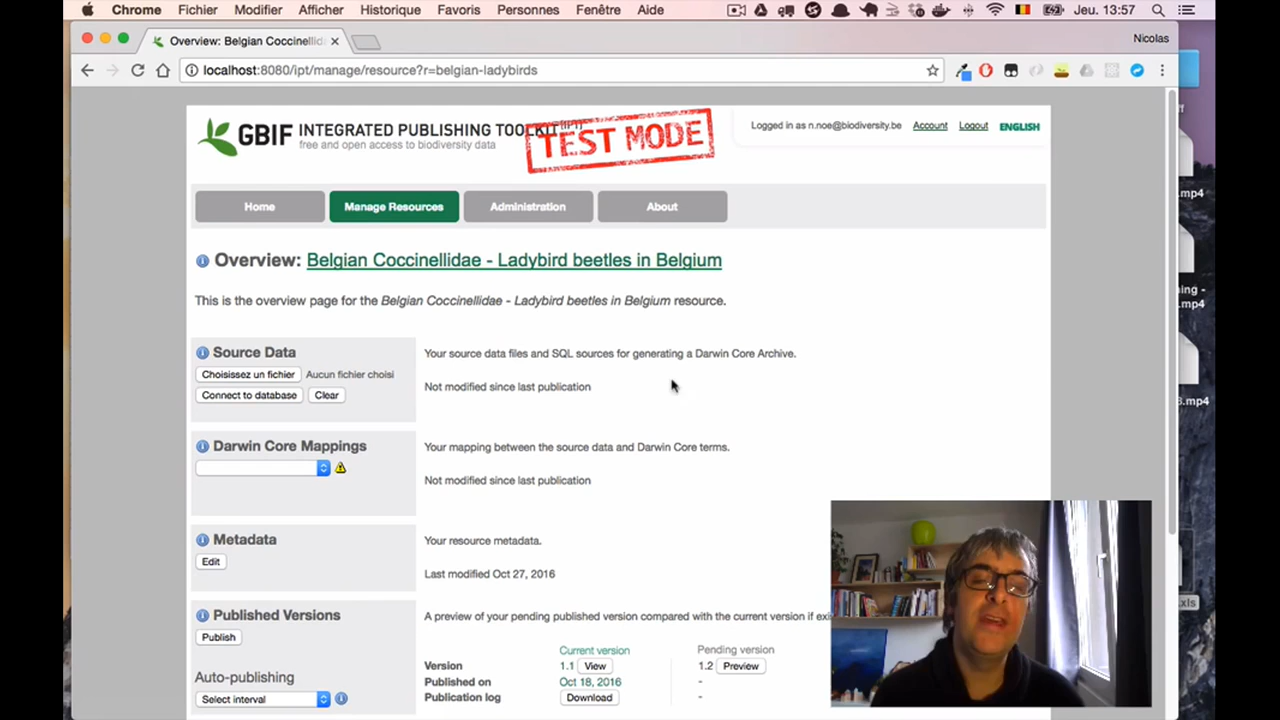 Chrome Fichier Modifier Afficher Historique Favoris Personnes Fenêtre Aide Jeu. 13:57
Overview: Belgian Coccinellid
Nicolas
localhost:8080/ipt/manage/resource?r=belgian-ladybirds
GBIF INTEGRATED PUBLISHING TOOLKIT(IPT)
free and open access to biodiversity data
TEST MODE
Logged in as n.noe@biodiversity.be Account Logout ENGLISH
Home Manage Resources Administration About
Overview: Belgian Coccinellidae - Ladybird beetles in Belgium
This is the overview page for the Belgian Coccinellidae - Ladybird beetles in Belgium resource.
Source Data
Choisissez un fichier Aucun fichier choisi
Connect to database Clear
Your source data files and SQL sources for generating a Darwin Core Archive.
Not modified since last publication
Darwin Core Mappings
Your mapping between the source data and Darwin Core terms.
Not modified since last publication
Metadata
Edit
Your resource metadata.
Last modified Oct 27, 2016
Published Versions
Publish
A preview of your pending published version compared with the current version if exi
Auto-publishing
Select interval
Current version Pending version
Version 1.1 View 1.2 Preview
Published on Oct 18, 2016 -
Publication log Download -
.mp4
ning -
.mp4
3.mp4
xls